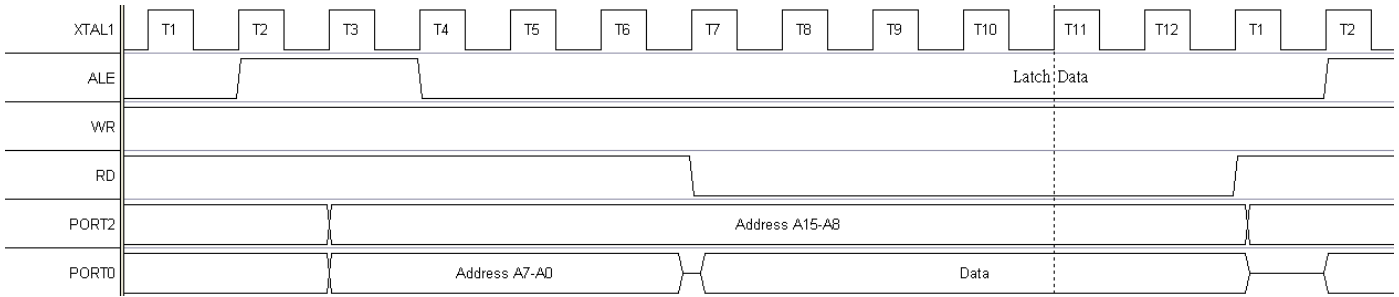 XTAL1 T1 T2 T3 T4 T5 T6 T7 T8 T9 T10 T11 T12 T1 T2
ALE Latch Data
WR
RD
PORT2 Address A15-A8
PORT0 Address A7-A0 Data